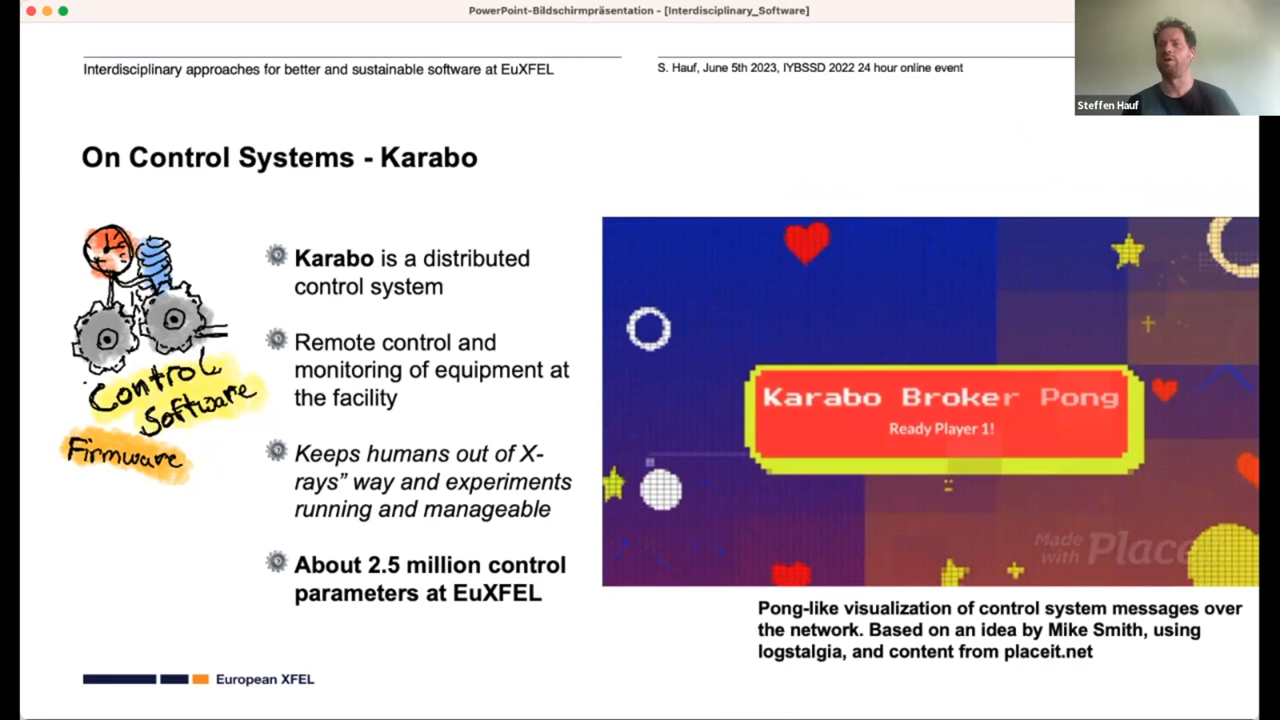 PowerPoint-Bildschirmpräsentation - [Interdisciplinary_Software]
Interdisciplinary approaches for better and sustainable software at EuXFEL
S. Hauf, June 5th 2023, IYBSSD 2022 24 hour online event
Steffen Hauf
On Control Systems - Karabo
Control
Software
Firmware
Karabo is a distributed
control system
Remote control and
monitoring of equipment at
the facility
Keeps humans out of X-
rays” way and experiments
running and manageable
About 2.5 million control
parameters at EuXFEL
Karabo Broker Pong
Ready Player 1!
Made
with Place
Pong-like visualization of control system messages over
the network. Based on an idea by Mike Smith, using
logstalgia, and content from placeit.net
European XFEL